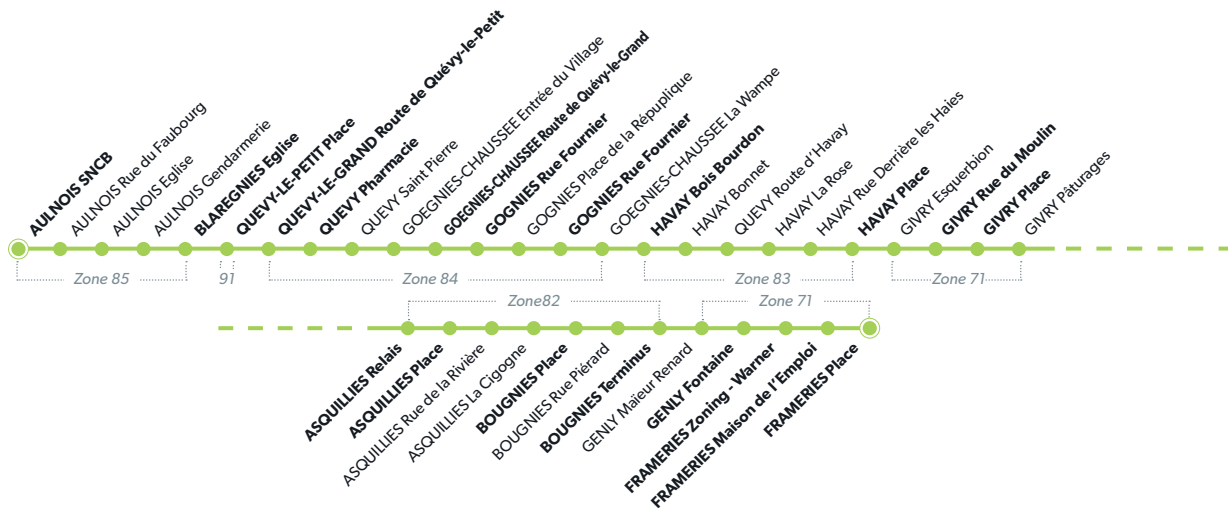 AULNOIS SNCB
AULNOIS Rue du Faubourg
AULNOIS Eglise
AULNOIS Gendarmerie
BLAREGNIES Eglise
QUEVY-LE-PETIT Place
QUEVY-LE-GRAND Route de Quévy-le-Petit
QUEVY Pharmacie
QUEVY Saint Pierre
GOEGNIES-CHAUSSEE Entrée du Village
GOEGNIES-CHAUSSEE Route de Quévy-le-Grand
GOGNIES Rue Fournier
GOGNIES Place de la Répuplique
GOGNIES Rue Fournier
GOEGNIES-CHAUSSEE La Wampe
HAVAY Bois Bourdon
HAVAY Bonnet
QUEVY Route d'Havay
HAVAY La Rose
HAVAY Rue Derrière les Haies
HAVAY Place
GIVRY Esquerbion
GIVRY Rue du Moulin
GIVRY Place
GIVRY Pâturages
Zone 85
91
Zone 84
Zone 83
Zone 71
Zone82
Zone 71
ASQUILLIES Relais
ASQUILLIES Place
ASQUILLIES Rue de la Rivière
ASQUILLIES La Cigogne
BOUGNIES Place
BOUGNIES Rue Piérard
BOUGNIES Terminus
GENLY Maïeur Renard
GENLY Fontaine
FRAMERIES Zoning - Warner
FRAMERIES Maison de l'Emploi
FRAMERIES Place